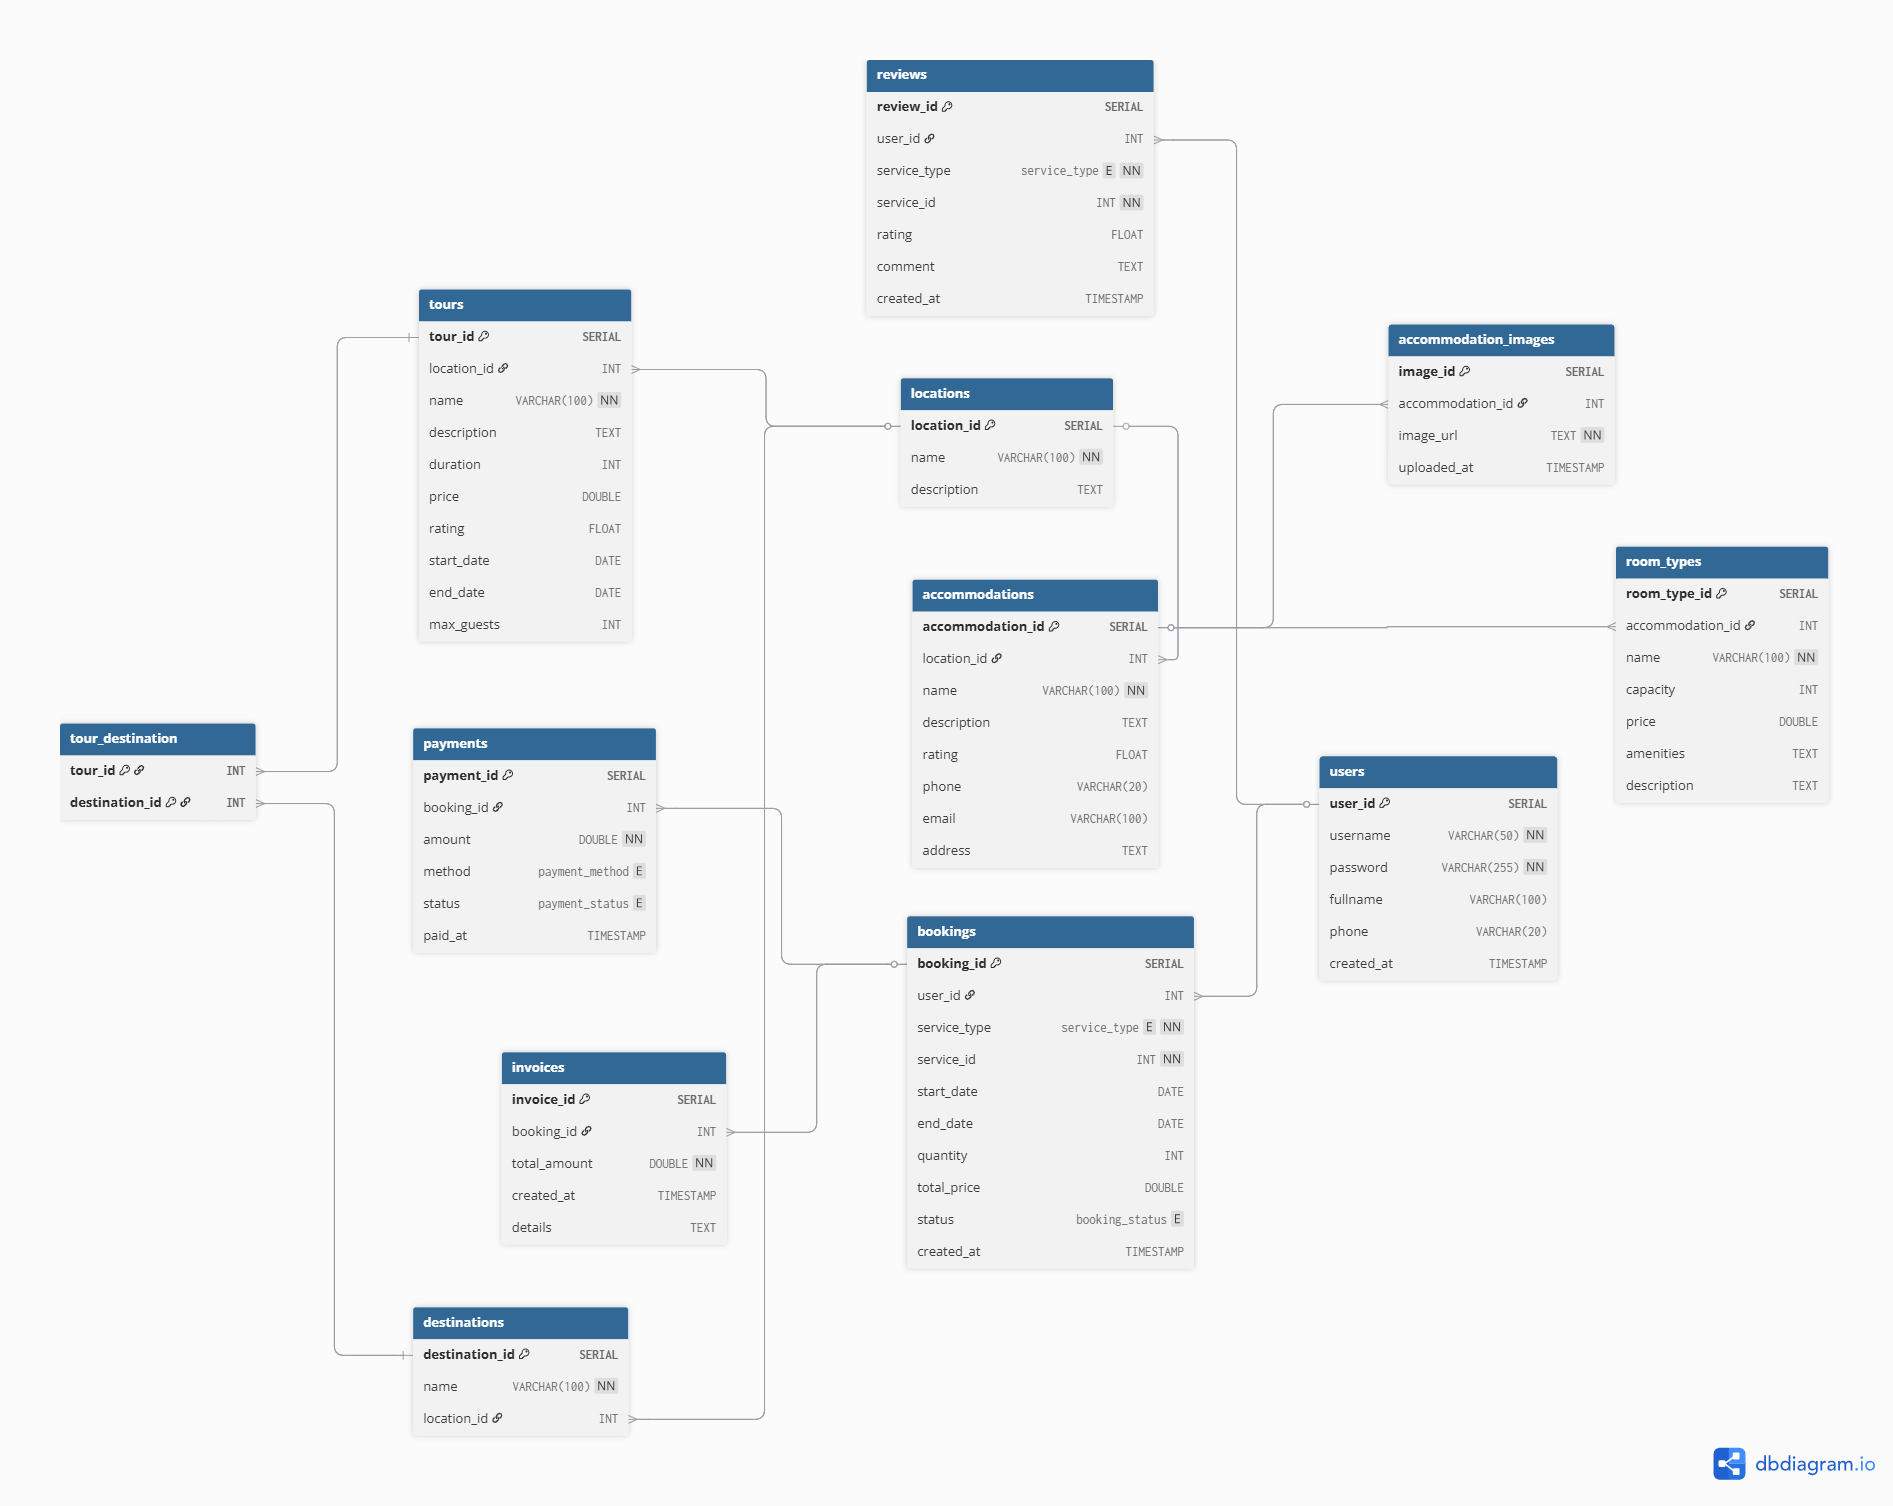 reviews
review_id SERIAL
user_id INT
service_type service_type E NN
service_id INT NN
rating FLOAT
comment TEXT
created_at TIMESTAMP
tours
tour_id SERIAL
location_id INT
name VARCHAR(100) NN
description TEXT
duration INT
price DOUBLE
rating FLOAT
start_date DATE
end_date DATE
max_guests INT
locations
location_id SERIAL
name VARCHAR(100) NN
description TEXT
accommodation_images
image_id SERIAL
accommodation_id INT
image_url TEXT NN
uploaded_at TIMESTAMP
room_types
room_type_id SERIAL
accommodation_id INT
name VARCHAR(100) NN
capacity INT
price DOUBLE
amenities TEXT
description TEXT
accommodations
accommodation_id SERIAL
location_id INT
name VARCHAR(100) NN
description TEXT
rating FLOAT
phone VARCHAR(20)
email VARCHAR(100)
address TEXT
tour_destination
tour_id INT
destination_id INT
payments
payment_id SERIAL
booking_id INT
amount DOUBLE NN
method payment_method E
status payment_status E
paid_at TIMESTAMP
users
user_id SERIAL
username VARCHAR(50) NN
password VARCHAR(255) NN
fullname VARCHAR(100)
phone VARCHAR(20)
created_at TIMESTAMP
bookings
booking_id SERIAL
user_id INT
service_type service_type E NN
service_id INT NN
start_date DATE
end_date DATE
quantity INT
total_price DOUBLE
status booking_status E
created_at TIMESTAMP
invoices
invoice_id SERIAL
booking_id INT
total_amount DOUBLE NN
created_at TIMESTAMP
details TEXT
destinations
destination_id SERIAL
name VARCHAR(100) NN
location_id INT
dbdiagram.io